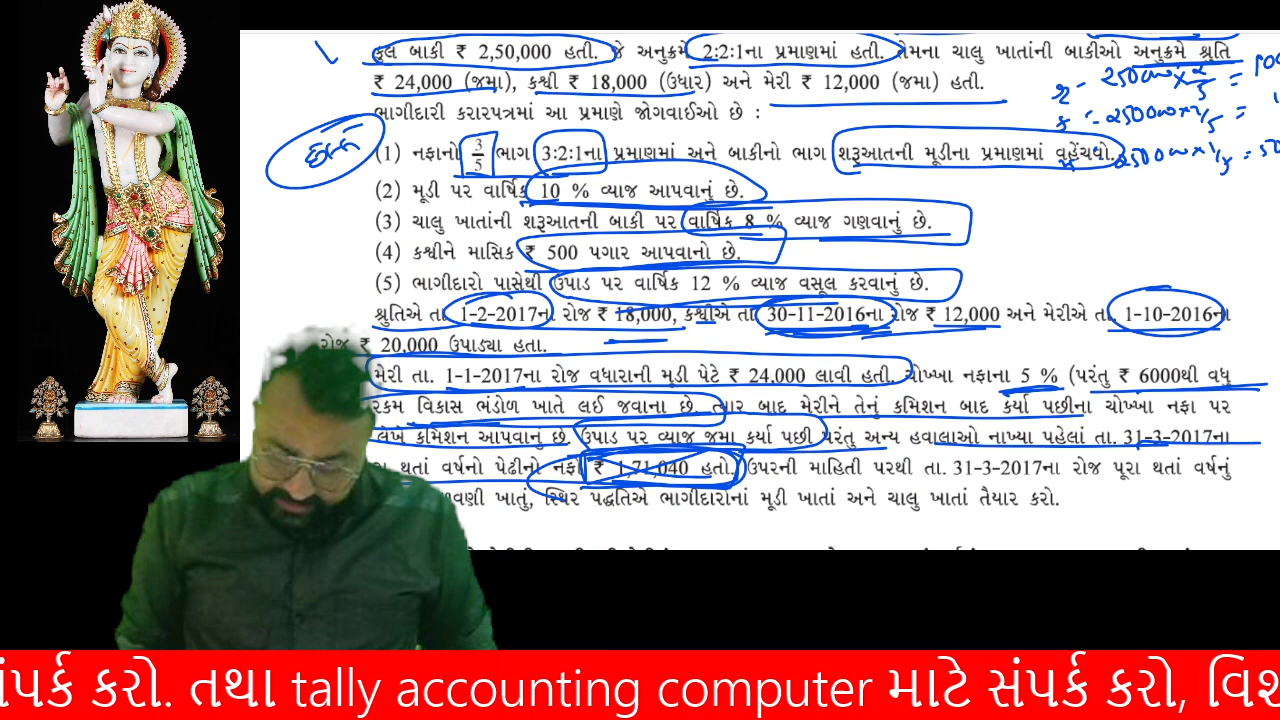 કુલ બાકી ₹ 2,50,000 હતી. જે અનુક્રમે 2:2:1ના પ્રમાણમાં હતી. તેમના ચાલુ ખાતાંની બાકીઓ અનુક્રમે શ્રુતિ
₹ 24,000 (જમા), કશ્વી ₹ 18,000 (ઉધાર) અને મેરી ₹ 12,000 (જમા) હતી.
ભાગીદારી કરારપત્રમાં આ પ્રમાણે જોગવાઈઓ છે :
(1) નફાનો 3/5 ભાગ 3:2:1ના પ્રમાણમાં અને બાકીનો ભાગ શરૂઆતની મૂડીના પ્રમાણમાં વહેંચવો.
(2) મૂડી પર વાર્ષિક 10 % વ્યાજ આપવાનું છે.
(3) ચાલુ ખાતાંની શરૂઆતની બાકી પર વાર્ષિક 8 % વ્યાજ ગણવાનું છે.
(4) કશ્વીને માસિક ₹ 500 પગાર આપવાનો છે.
(5) ભાગીદારો પાસેથી ઉપાડ પર વાર્ષિક 12 % વ્યાજ વસૂલ કરવાનું છે.
શ્રુતિએ તા. 1-2-2017ના રોજ ₹ 18,000, કશ્વીએ તા. 30-11-2016ના રોજ ₹ 12,000 અને મેરીએ તા. 1-10-2016ના
રોજ ₹ 20,000 ઉપાડ્યા હતા.
મેરી તા. 1-1-2017ના રોજ વધારાની મૂડી પેટે ₹ 24,000 લાવી હતી. ચોખ્ખા નફાના 5 % (પરંતુ ₹ 6000થી વધુ
રકમ વિકાસ ભંડોળ ખાતે લઈ જવાના છે. ત્યાર બાદ મેરીને તેનું કમિશન બાદ કર્યા પછીના ચોખ્ખા નફા પર
લેખે કમિશન આપવાનું છે. ઉપાડ પર વ્યાજ જમા કર્યા પછી પરંતુ અન્ય હવાલાઓ નાખ્યા પહેલાં તા. 31-3-2017ના
થતાં વર્ષનો પેઢીનો નફો ₹ 1,71,040 હતો. ઉપરની માહિતી પરથી તા. 31-3-2017ના રોજ પૂરા થતાં વર્ષનું
ખાતું, સ્થિર પદ્ધતિએ ભાગીદારોનાં મૂડી ખાતાં અને ચાલુ ખાતાં તૈયાર કરો.
સંપર્ક કરો. તથા tally accounting computer માટે સંપર્ક કરો,